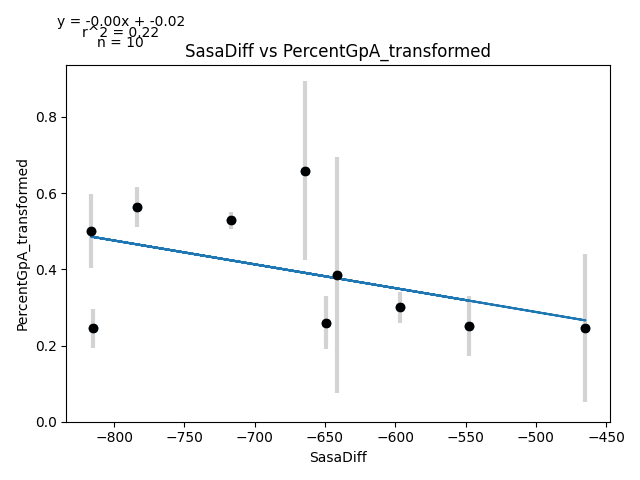 y = -0.00x + -0.02
r^2 = 0.22
n = 10
SasaDiff vs PercentGpA_transformed
PercentGpA_transformed
0.8
0.6
0.4
0.2
0.0
−800
−750
−700
−650
−600
−550
−500
−450
SasaDiff